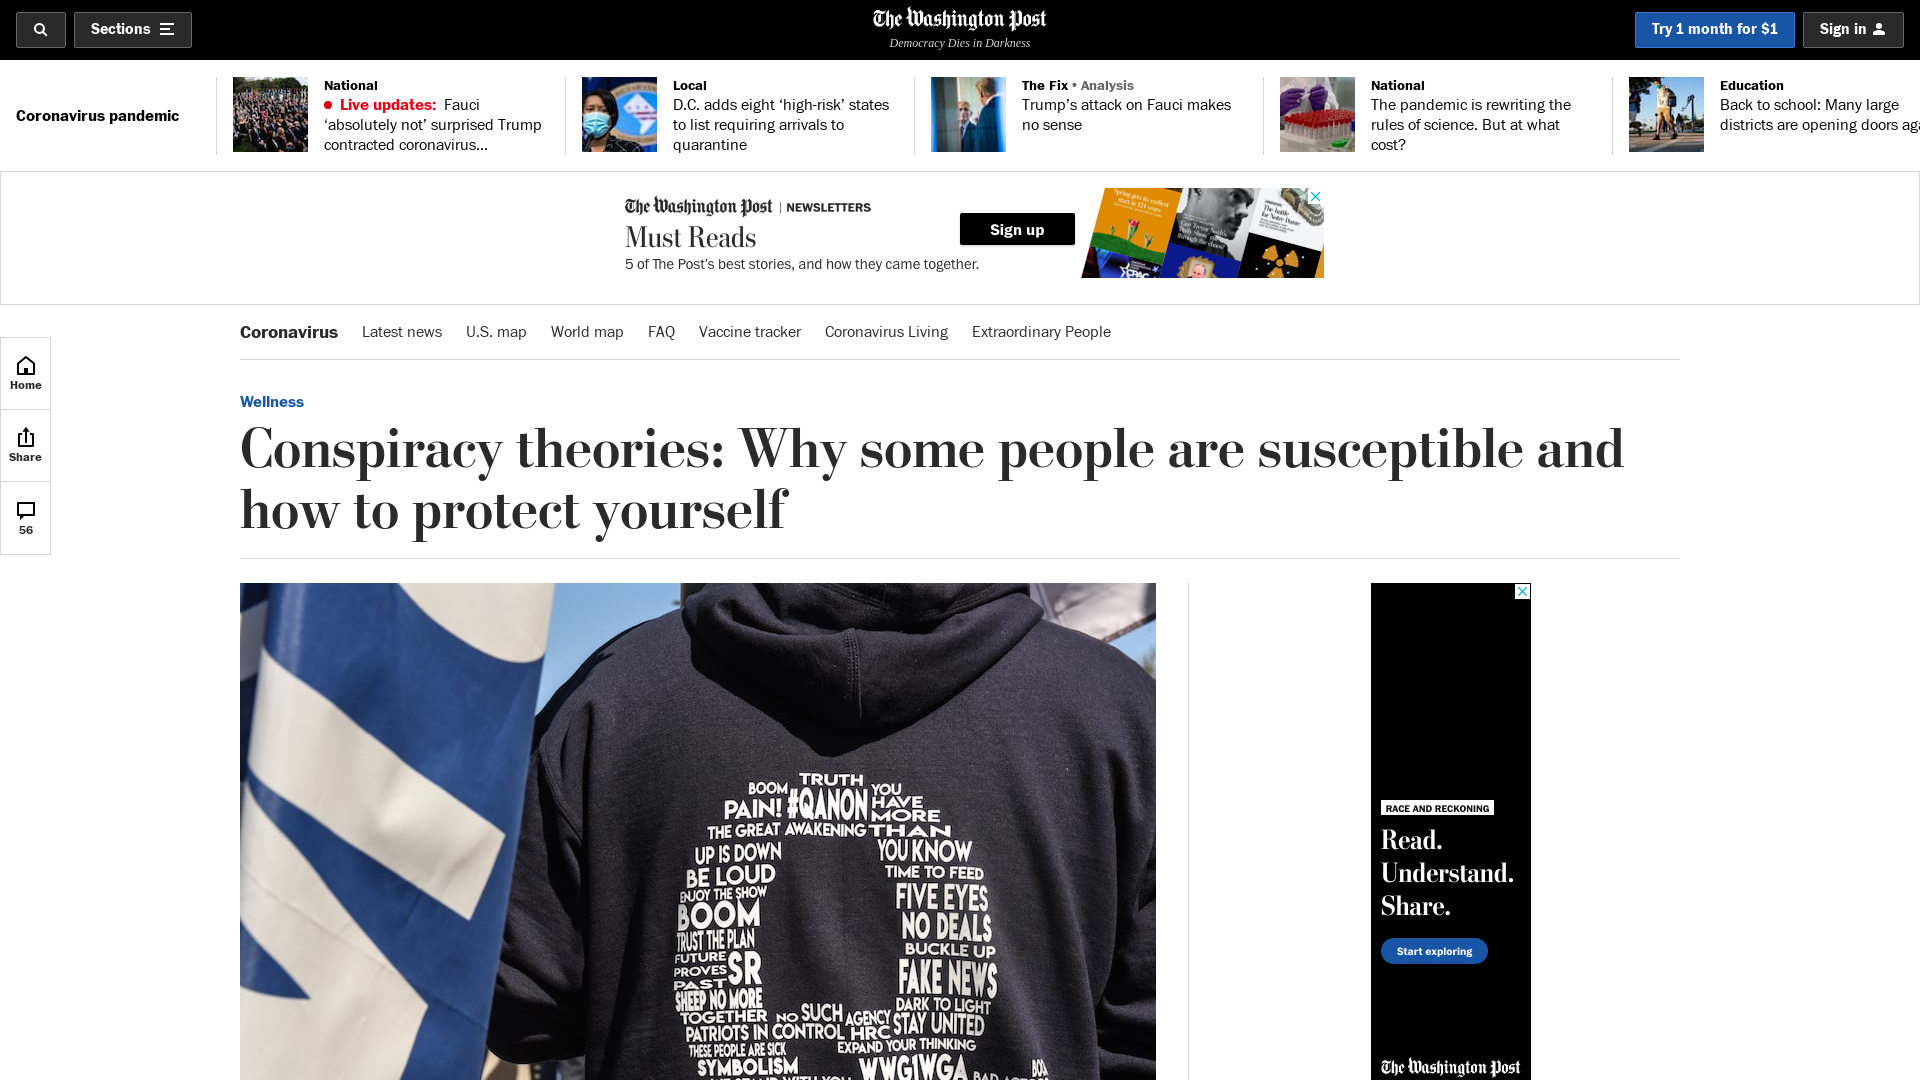 Sections
The Washington Post
Democracy Dies in Darkness
Try 1 month for $1
Sign in
Coronavirus pandemic
National
Live updates: Fauci
‘absolutely not’ surprised Trump
contracted coronavirus...
Local
D.C. adds eight ‘high-risk’ states
to list requiring arrivals to
quarantine
The Fix • Analysis
Trump’s attack on Fauci makes
no sense
National
The pandemic is rewriting the
rules of science. But at what
cost?
Education
Back to school: Many large
districts are opening doors aga
The Washington Post | NEWSLETTERS
Must Reads
5 of The Post’s best stories, and how they came together.
Sign up
Coronavirus
Latest news
U.S. map
World map
FAQ
Vaccine tracker
Coronavirus Living
Extraordinary People
Home
Share
56
Wellness
Conspiracy theories: Why some people are susceptible and
how to protect yourself
TRUTH
BOOM
PAIN!
#QANON
YOU
HAVE
MORE
THE GREAT AWAKENING
THAN
UP IS DOWN
YOU KNOW
BE LOUD
TIME TO FEED
ENJOY THE SHOW
FIVE EYES
BOOM
NO DEALS
TRUST THE PLAN
BUCKLE UP
FUTURE
PROVES
PAST
SR
FAKE NEWS
SHEEP NO MORE
DARK TO LIGHT
TOGETHER
NO SUCH
AGENCY
STAY UNITED
PATRIOTS IN CONTROL
HRC
THESE PEOPLE ARE SICK
EXPAND YOUR THINKING
SYMBOLISM
WWG1WGA
RACE AND RECKONING
Read.
Understand.
Share.
Start exploring
The Washington Post